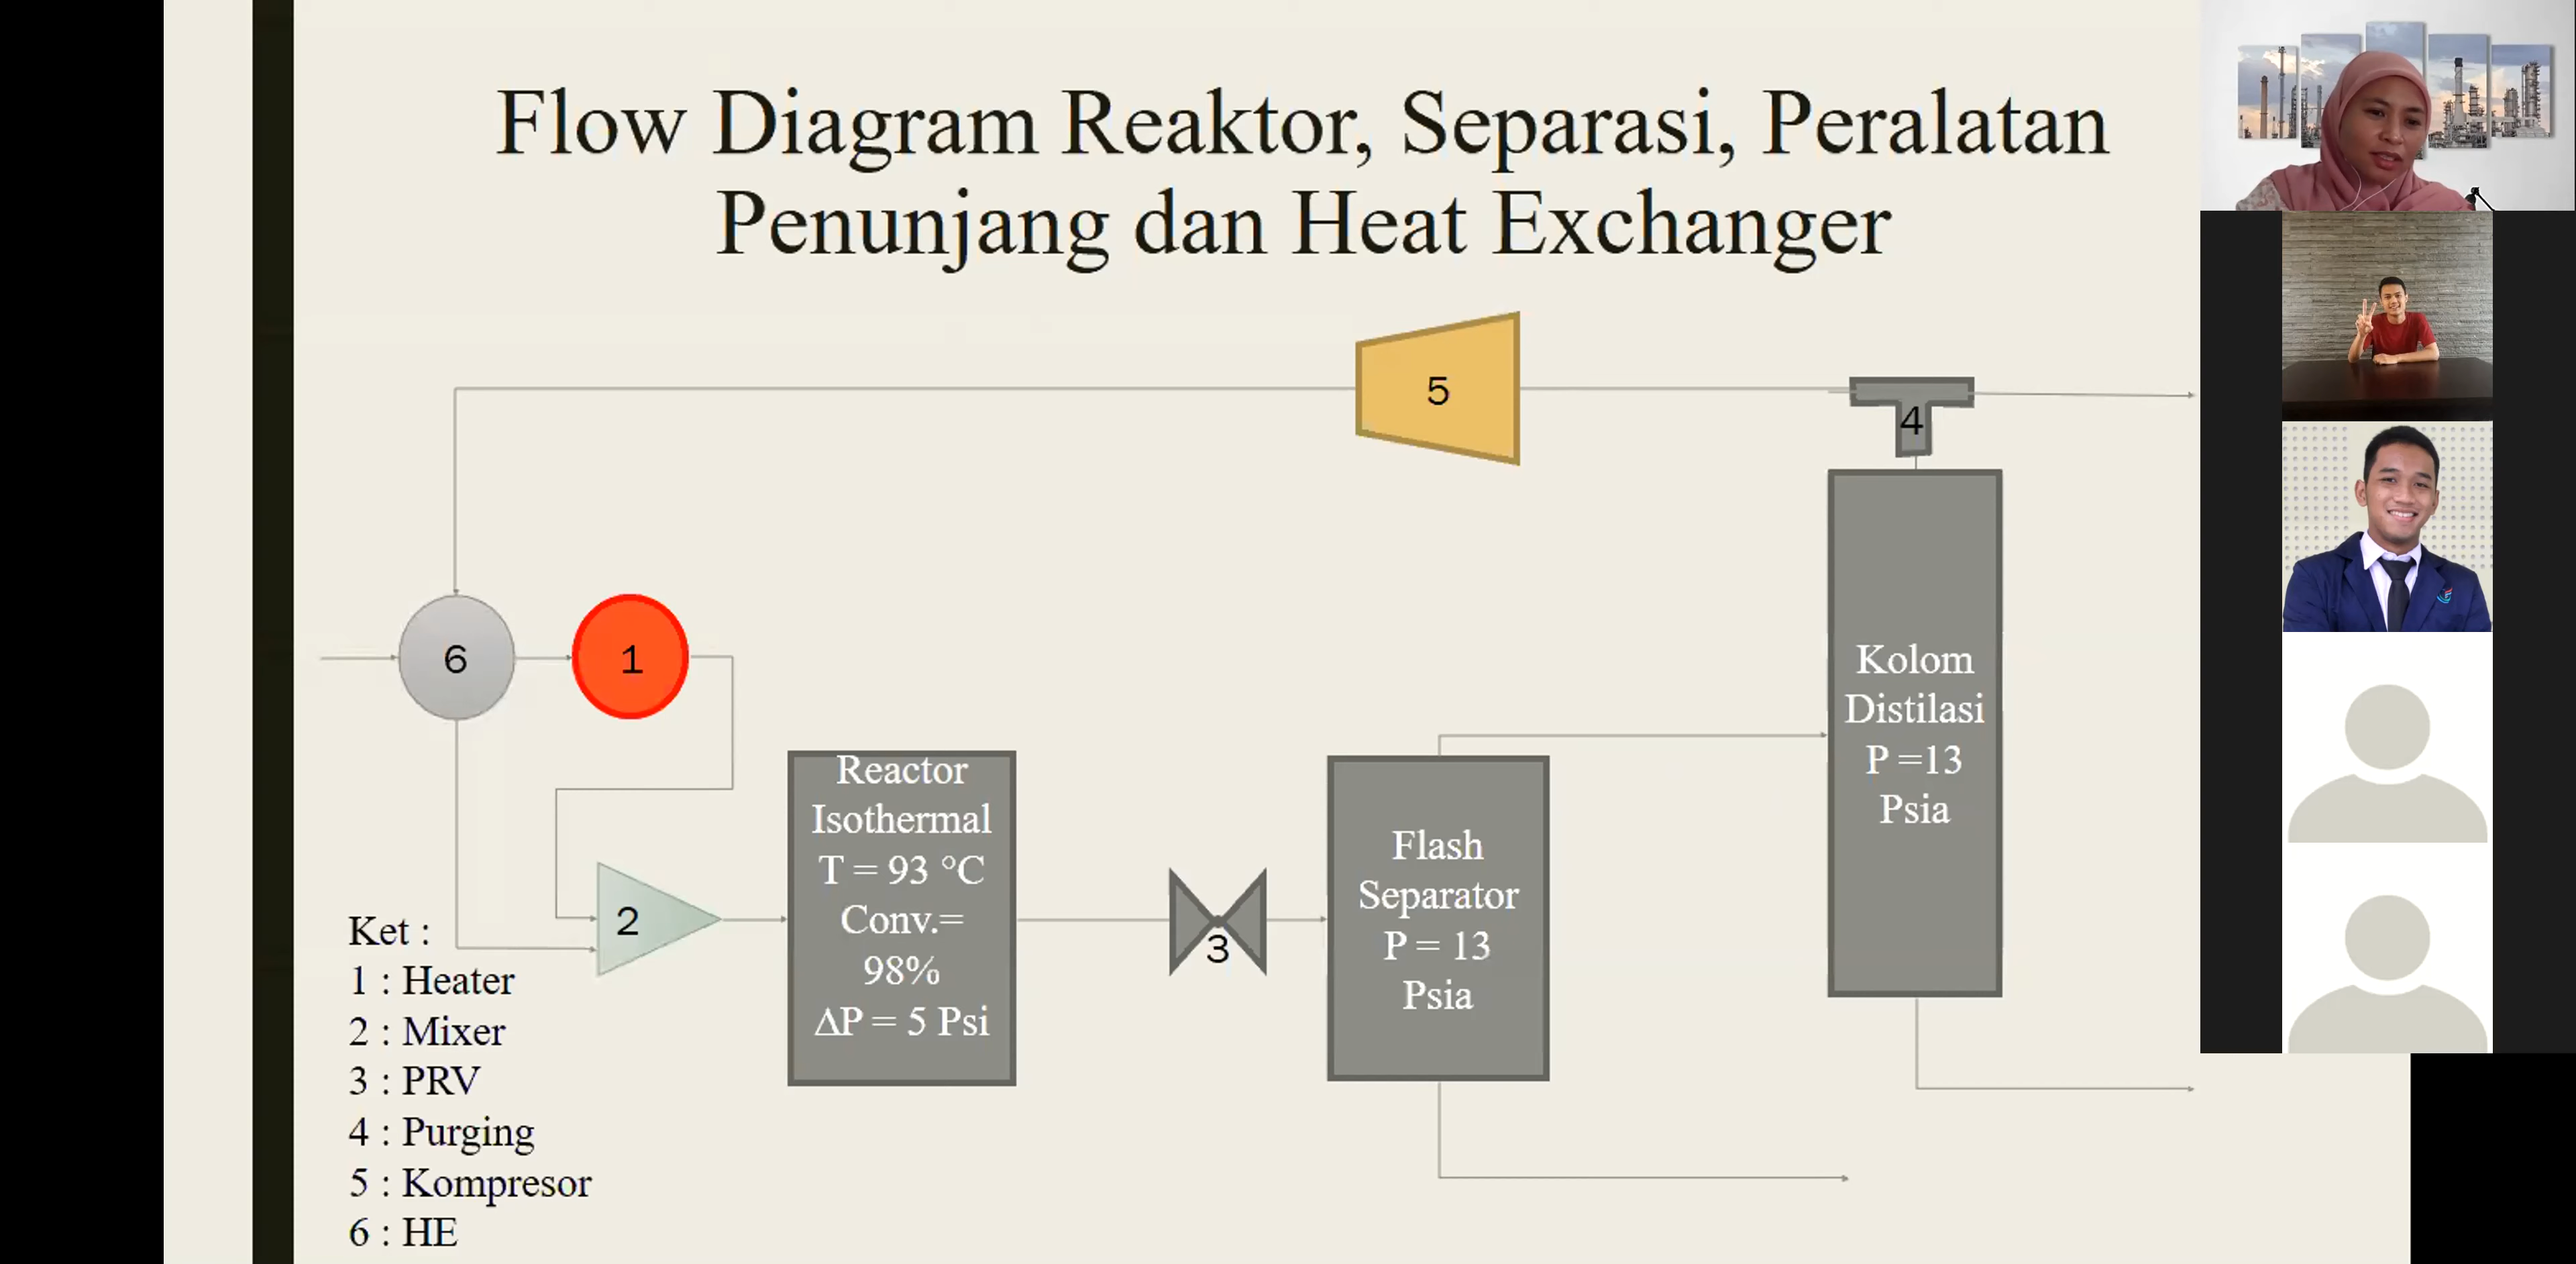 Flow Diagram Reaktor, Separasi, Peralatan
Penunjang dan Heat Exchanger
5
4
6
1
2
3
Reactor
Isothermal
T = 93 °C
Conv.=
98%
ΔP = 5 Psi
Flash
Separator
P = 13
Psia
Kolom
Distilasi
P =13
Psia
Ket :
1 : Heater
2 : Mixer
3 : PRV
4 : Purging
5 : Kompresor
6 : HE